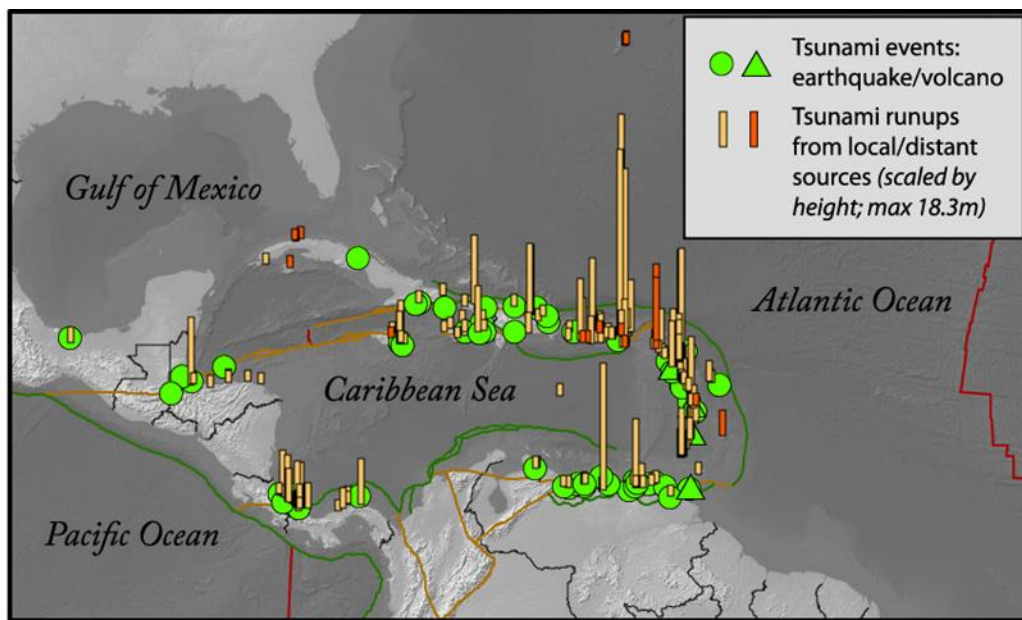 Tsunami events:
earthquake/volcano
Tsunami runups
from local/distant
sources (scaled by
height; max 18.3m)
Gulf of Mexico
Atlantic Ocean
Caribbean Sea
Pacific Ocean